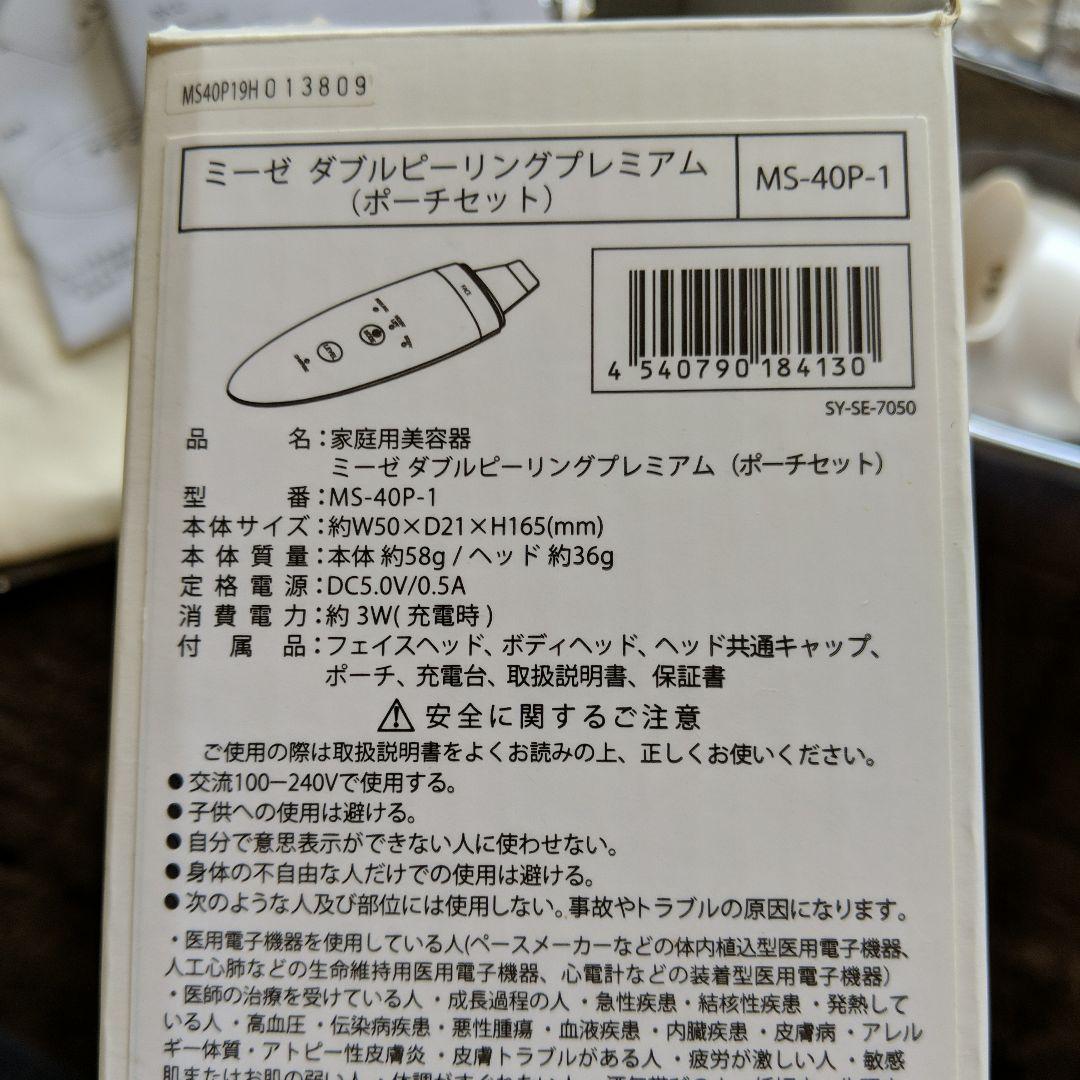 MS40P19H013809
ミーゼ ダブルピーリングプレミアム
（ポーチセット）
MS-40P-1
FACE
4 540790 184130
SY-SE-7050
品名：家庭用美容器
ミーゼ ダブルピーリングプレミアム（ポーチセット）
型番：MS-40P-1
本体サイズ：約W50×D21×H165(mm)
本体質量：本体 約58g / ヘッド 約36g
定格電源：DC5.0V/0.5A
消費電力：約 3W( 充電時 )
付属品：フェイスヘッド、ボディヘッド、ヘッド共通キャップ、
ポーチ、充電台、取扱説明書、保証書
⚠ 安全に関するご注意
ご使用の際は取扱説明書をよくお読みの上、正しくお使いください。
●交流100−240Vで使用する。
●子供への使用は避ける。
●自分で意思表示ができない人に使わせない。
●身体の不自由な人だけでの使用は避ける。
●次のような人及び部位には使用しない。事故やトラブルの原因になります。
・医用電子機器を使用している人(ペースメーカーなどの体内植込型医用電子機器、
人工心肺などの生命維持用医用電子機器、心電計などの装着型医用電子機器）
・医師の治療を受けている人・成長過程の人・急性疾患・結核性疾患・発熱して
いる人・高血圧・伝染病疾患・悪性腫瘍・血液疾患・内臓疾患・皮膚病・アレル
ギー体質・アトピー性皮膚炎・皮膚トラブルがある人・疲労が激しい人・敏感
肌またはお肌の弱い人・体調がすぐれない人